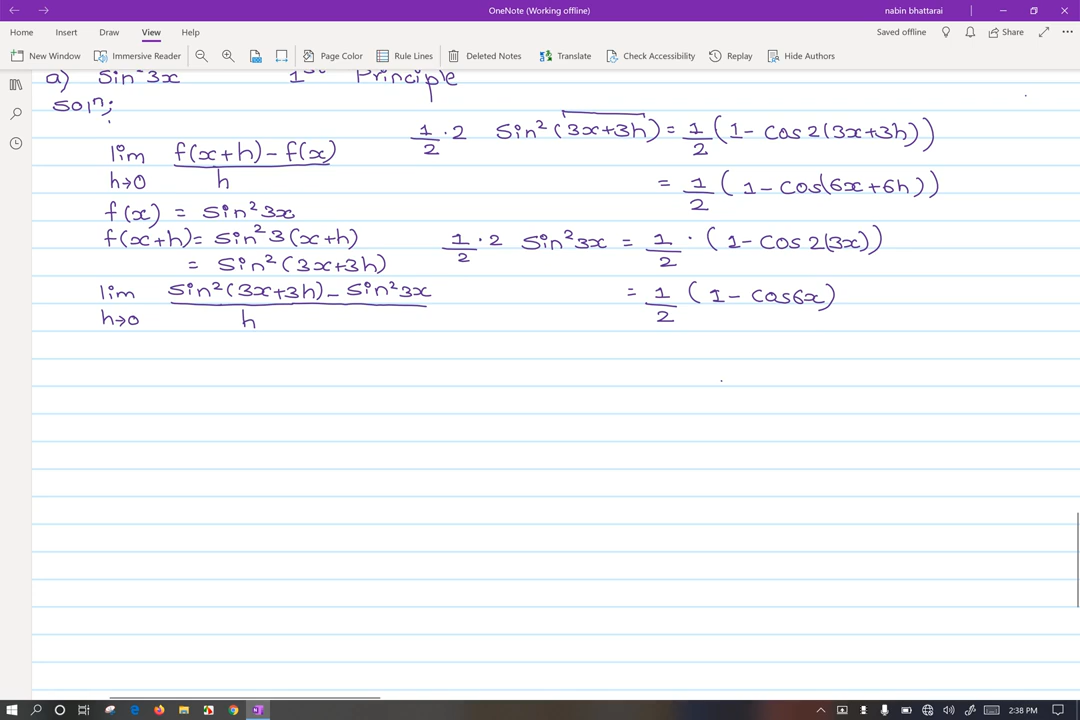 OneNote (Working offline)
nabin bhattarai
Home Insert Draw View Help
Saved offline Share
New Window Immersive Reader Page Color Rule Lines Deleted Notes Translate Check Accessibility Replay Hide Authors
a) Sin²3x 1st Principle
Solⁿ;
1/2 · 2 Sin²(3x+3h) = 1/2 (1- Cos 2(3x+3h))
lim h→0 f(x+h) - f(x) / h
= 1/2 (1 - Cos(6x+6h))
f(x) = Sin²3x
f(x+h) = Sin²3(x+h)
1/2 · 2 Sin²3x = 1/2 · (1- Cos 2(3x))
= Sin²(3x+3h)
lim h→0 Sin²(3x+3h) - Sin²3x / h
= 1/2 (1- Cos6x)
2:38 PM